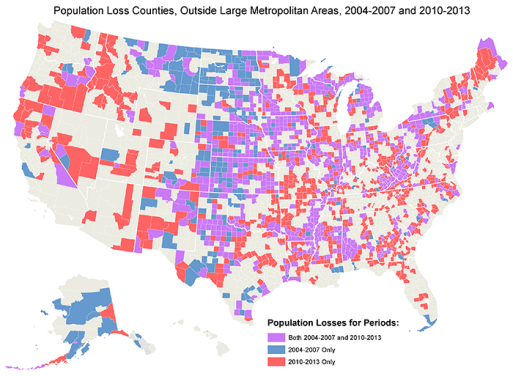 Population Loss Counties, Outside Large Metropolitan Areas, 2004-2007 and 2010-2013
Population Losses for Periods:
Both 2004-2007 and 2010-2013
2004-2007 Only
2010-2013 Only